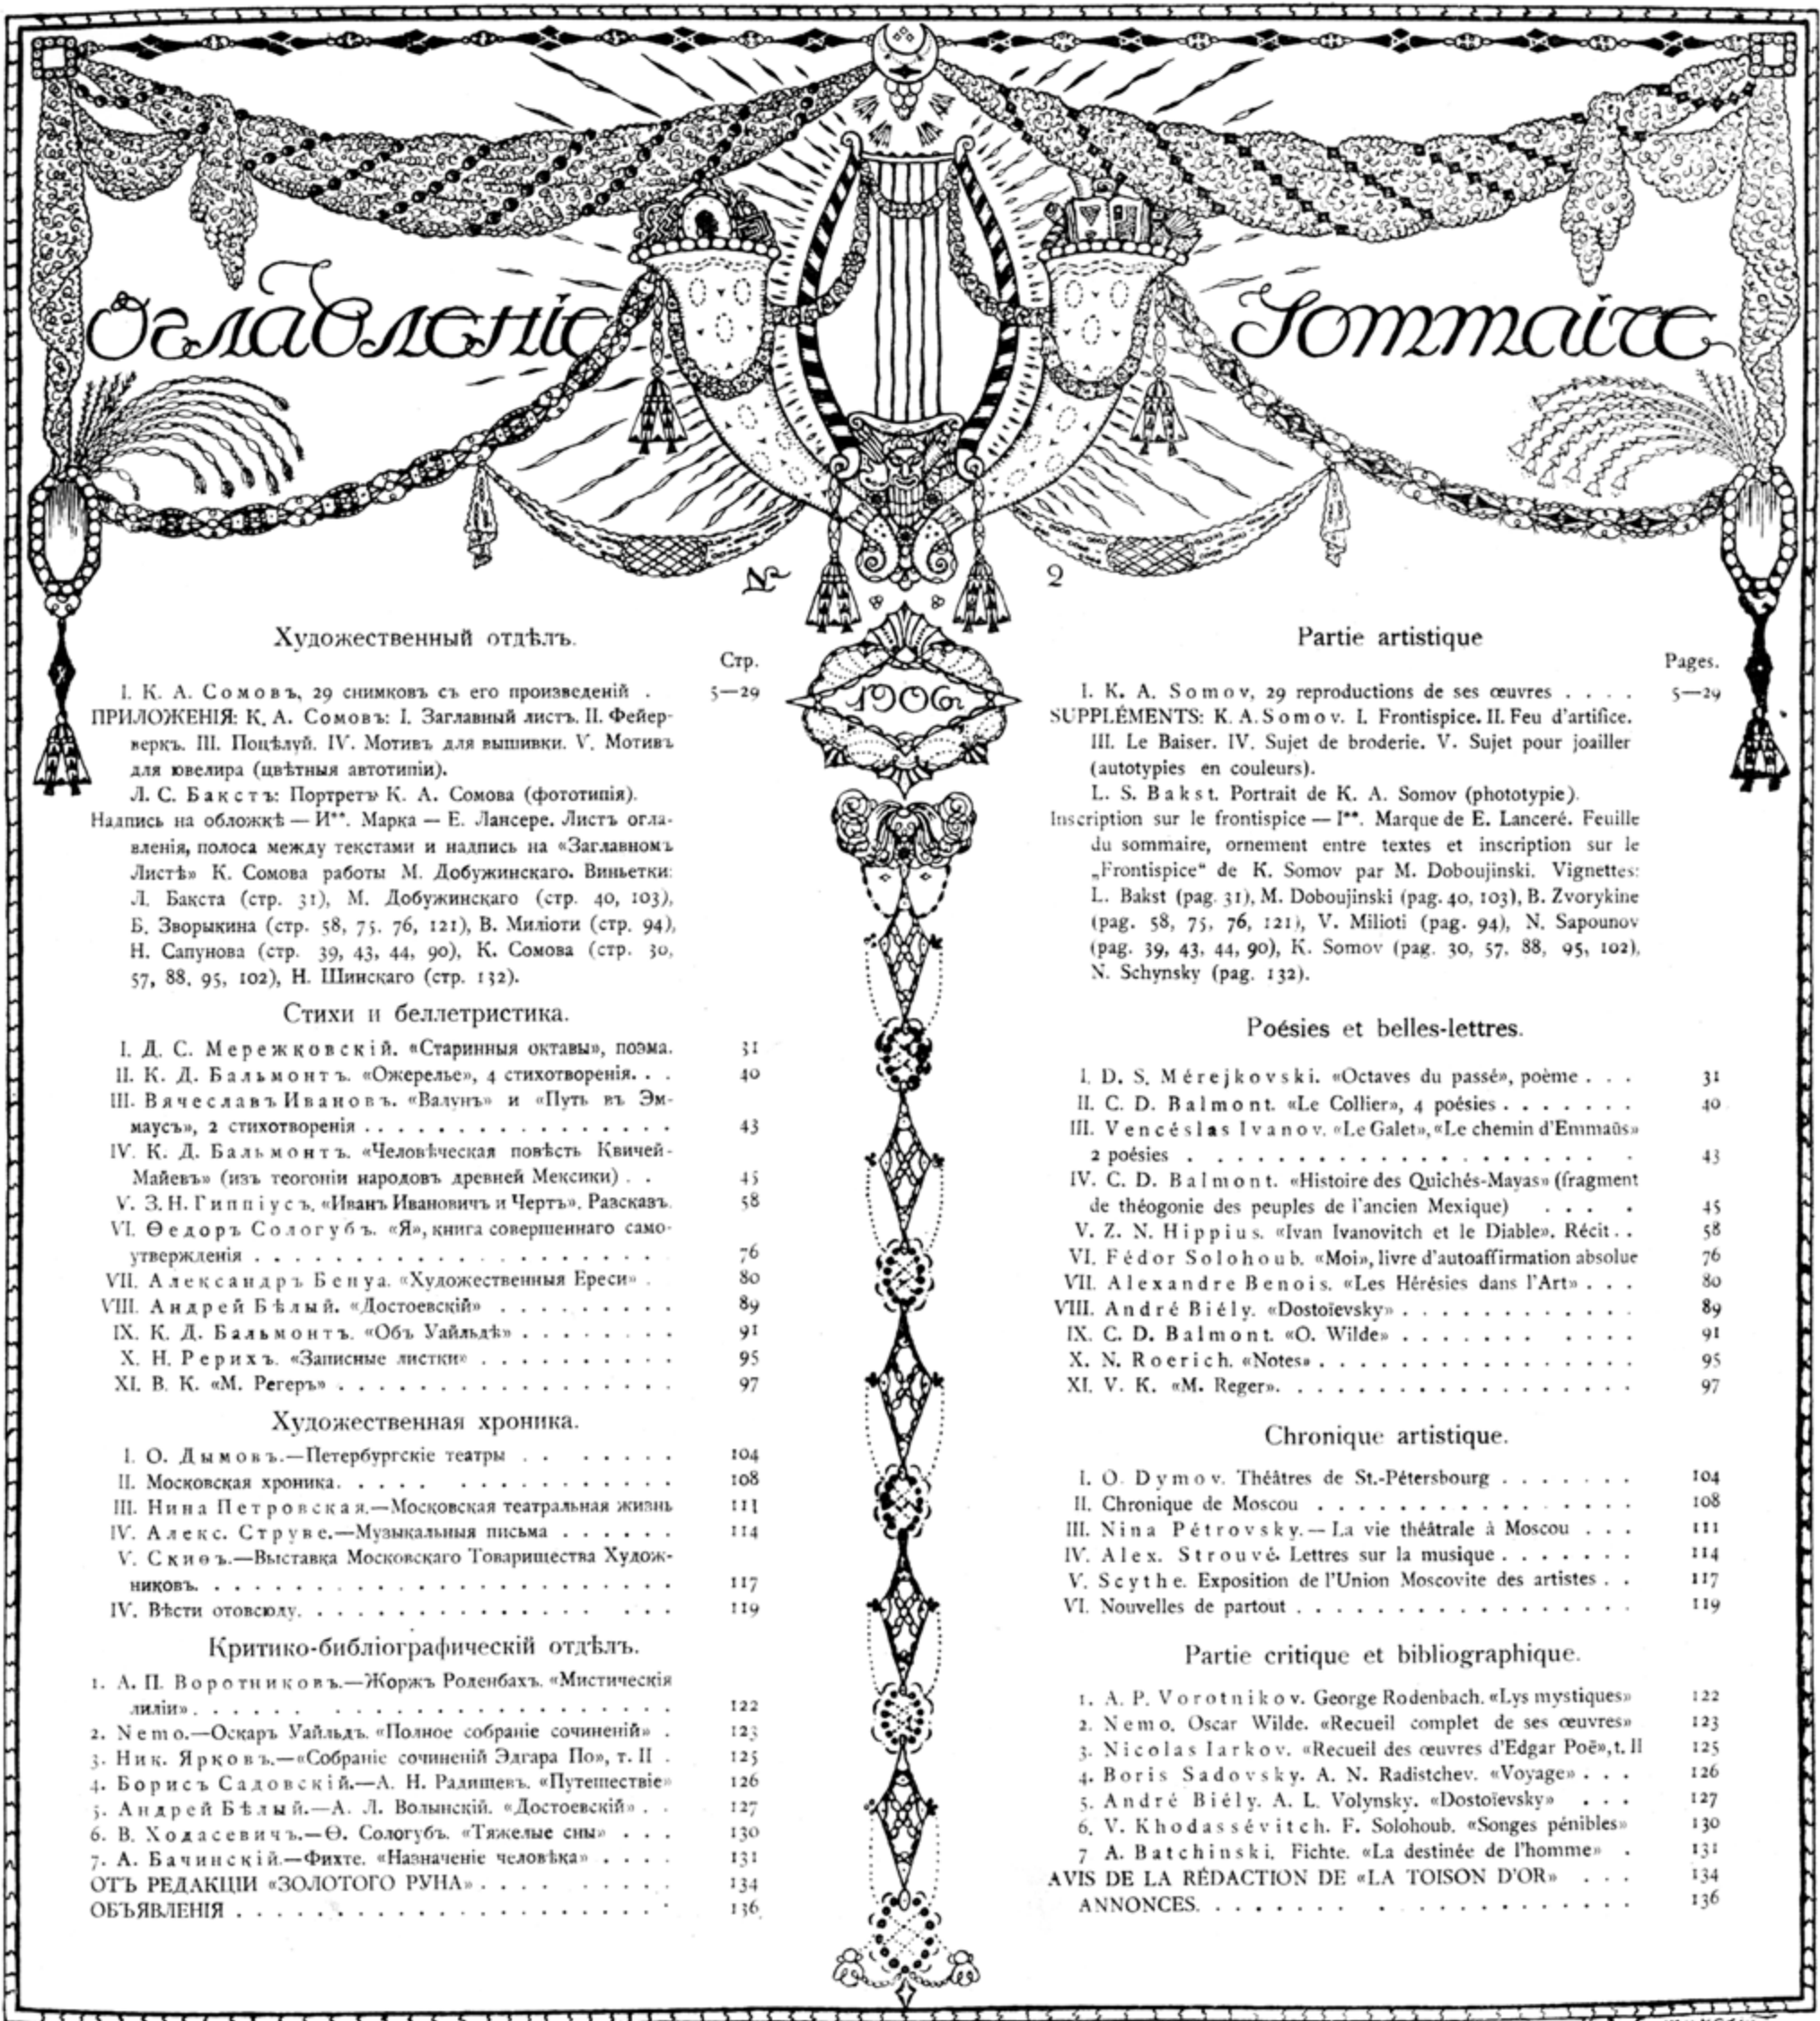 Оглавленіе
Sommaire
№ 2
1906 г
Художественный отдѣлъ.
Стр.
I. К. А. Сомовъ, 29 снимковъ съ его произведеній . 5—29
ПРИЛОЖЕНІЯ: К. А. Сомовъ: I. Заглавный листъ. II. Фейер-
веркъ. III. Поцѣлуй. IV. Мотивъ для вышивки. V. Мотивъ
для ювелира (цвѣтныя автотипіи).
Л. С. Бакстъ: Портретъ К. А. Сомова (фототипія).
Надпись на обложкѣ — И**. Марка — Е. Лансере. Листъ огла-
вленія, полоса между текстами и надпись на «Заглавномъ
Листѣ» К. Сомова работы М. Добужинскаго. Виньетки:
Л. Бакста (стр. 31), М. Добужинскаго (стр. 40, 103),
Б. Зворыкина (стр. 58, 75. 76, 121), В. Миліоти (стр. 94),
Н. Сапунова (стр. 39, 43, 44, 90), К. Сомова (стр. 30,
57, 88, 95, 102), Н. Шинскаго (стр. 132).
Стихи и беллетристика.
I. Д. С. Мережковскій. «Старинныя октавы», поэма. 31
II. К. Д. Бальмонтъ. «Ожерелье», 4 стихотворенія. . . 40
III. Вячеславъ Ивановъ. «Валунъ» и «Путь въ Эм-
маусъ», 2 стихотворенія . . . . . . . . . . . . . . . 43
IV. К. Д. Бальмонтъ. «Человѣческая повѣсть Квичей-
Майевъ» (изъ теогоніи народовъ древней Мексики) . . 45
V. З. Н. Гиппіусъ. «Иванъ Ивановичъ и Чертъ». Разсказъ. 58
VI. Ѳедоръ Сологубъ. «Я», книга совершеннаго само-
утвержденія . . . . . . . . . . . . . . . . . . . . 76
VII. Александръ Бенуа. «Художественныя Ереси» . 80
VIII. Андрей Бѣлый. «Достоевскій» . . . . . . . . . 89
IX. К. Д. Бальмонтъ. «Объ Уайльдѣ» . . . . . . . . 91
X. Н. Рерихъ. «Записные листки» . . . . . . . . . . 95
XI. В. К. «М. Регеръ» . . . . . . . . . . . . . . . . . 97
Художественная хроника.
I. О. Дымовъ.—Петербургскіе театры . . . . . . . 104
II. Московская хроника. . . . . . . . . . . . . 108
III. Нина Петровская.—Московская театральная жизнь 111
IV. Алекс. Струве.—Музыкальныя письма . . . . . . 114
V. Скиѳъ.—Выставка Московскаго Товарищества Худож-
никовъ. . . . . . . . . . . . . . . . . . . . . . . 117
IV. Вѣсти отовсюду. . . . . . . . . . . . . . . . . 119
Критико-библіографическій отдѣлъ.
1. А. П. Воротниковъ.—Жоржъ Роденбахъ. «Мистическія
лиліи» . . . . . . . . . . . . . . . . . . . . . 122
2. Nemo.—Оскаръ Уайльдъ. «Полное собраніе сочиненій» . 123
3. Ник. Ярковъ.—«Собраніе сочиненій Эдгара По», т. II . 125
4. Борисъ Садовскій.—А. Н. Радищевъ. «Путешествіе» 126
5. Андрей Бѣлый.—А. Л. Волынскій. «Достоевскій» . . 127
6. В. Ходасевичъ.—Ѳ. Сологубъ. «Тяжелые сны» . . . 130
7. А. Бачинскій.—Фихте. «Назначеніе человѣка» . . . . 131
ОТЪ РЕДАКЦІИ «ЗОЛОТОГО РУНА» . . . . . . . . . 134
ОБЪЯВЛЕНІЯ . . . . . . . . . . . . . . . . . . . . . . 136
Partie artistique
Pages.
I. K. A. Somov, 29 reproductions de ses œuvres . . . . 5—29
SUPPLÉMENTS: K. A. Somov. I. Frontispice. II. Feu d'artifice.
III. Le Baiser. IV. Sujet de broderie. V. Sujet pour joailler
(autotypies en couleurs).
L. S. Bakst. Portrait de K. A. Somov (phototypie).
Inscription sur le frontispice — I**. Marque de E. Lanceré. Feuille
du sommaire, ornement entre textes et inscription sur le
„Frontispice“ de K. Somov par M. Doboujinski. Vignettes:
L. Bakst (pag. 31), M. Doboujinski (pag. 40, 103), B. Zvorykine
(pag. 58, 75, 76, 121), V. Milioti (pag. 94), N. Sapounov
(pag. 39, 43, 44, 90), K. Somov (pag. 30, 57, 88, 95, 102),
N. Schynsky (pag. 132).
Poésies et belles-lettres.
I. D. S. Mérejkovski. «Octaves du passé», poème . . . 31
II. C. D. Balmont. «Le Collier», 4 poésies . . . . . . . 40
III. Vencéslas Ivanov. «Le Galet», «Le chemin d'Emmaüs»
2 poésies . . . . . . . . . . . . . . . . . . . 43
IV. C. D. Balmont. «Histoire des Quichés-Mayas» (fragment
de théogonie des peuples de l'ancien Mexique) . . . . 45
V. Z. N. Hippius. «Ivan Ivanovitch et le Diable». Récit . . 58
VI. Fédor Solohoub. «Moi», livre d'autoaffirmation absolue 76
VII. Alexandre Benois. «Les Hérésies dans l'Art» . . . 80
VIII. André Biély. «Dostoïevsky» . . . . . . . . . . . . 89
IX. C. D. Balmont. «O. Wilde» . . . . . . . . . . . 91
X. N. Roerich. «Notes» . . . . . . . . . . . . . . . . 95
XI. V. K. «M. Reger». . . . . . . . . . . . . . . . . . 97
Chronique artistique.
I. O. Dymov. Théâtres de St.-Pétersbourg . . . . . . . 104
II. Chronique de Moscou . . . . . . . . . . . . . . . . 108
III. Nina Pétrovsky.— La vie théâtrale à Moscou . . . 111
IV. Alex. Strouvé. Lettres sur la musique . . . . . . . 114
V. Scythe. Exposition de l'Union Moscovite des artistes . . 117
VI. Nouvelles de partout . . . . . . . . . . . . . . . . . 119
Partie critique et bibliographique.
1. A. P. Vorotnikov. George Rodenbach. «Lys mystiques» 122
2. Nemo. Oscar Wilde. «Recueil complet de ses œuvres» 123
3. Nicolas Iarkov. «Recueil des œuvres d'Edgar Poë», t. II 125
4. Boris Sadovsky. A. N. Radistchev. «Voyage» . . . 126
5. André Biély. A. L. Volynsky. «Dostoïevsky» . . . 127
6. V. Khodassévitch. F. Solohoub. «Songes pénibles» 130
7 A. Batchinski. Fichte. «La destinée de l'homme» . 131
AVIS DE LA RÉDACTION DE «LA TOISON D'OR» . . . 134
ANNONCES. . . . . . . . . . . . . . . . . . . . . . 136